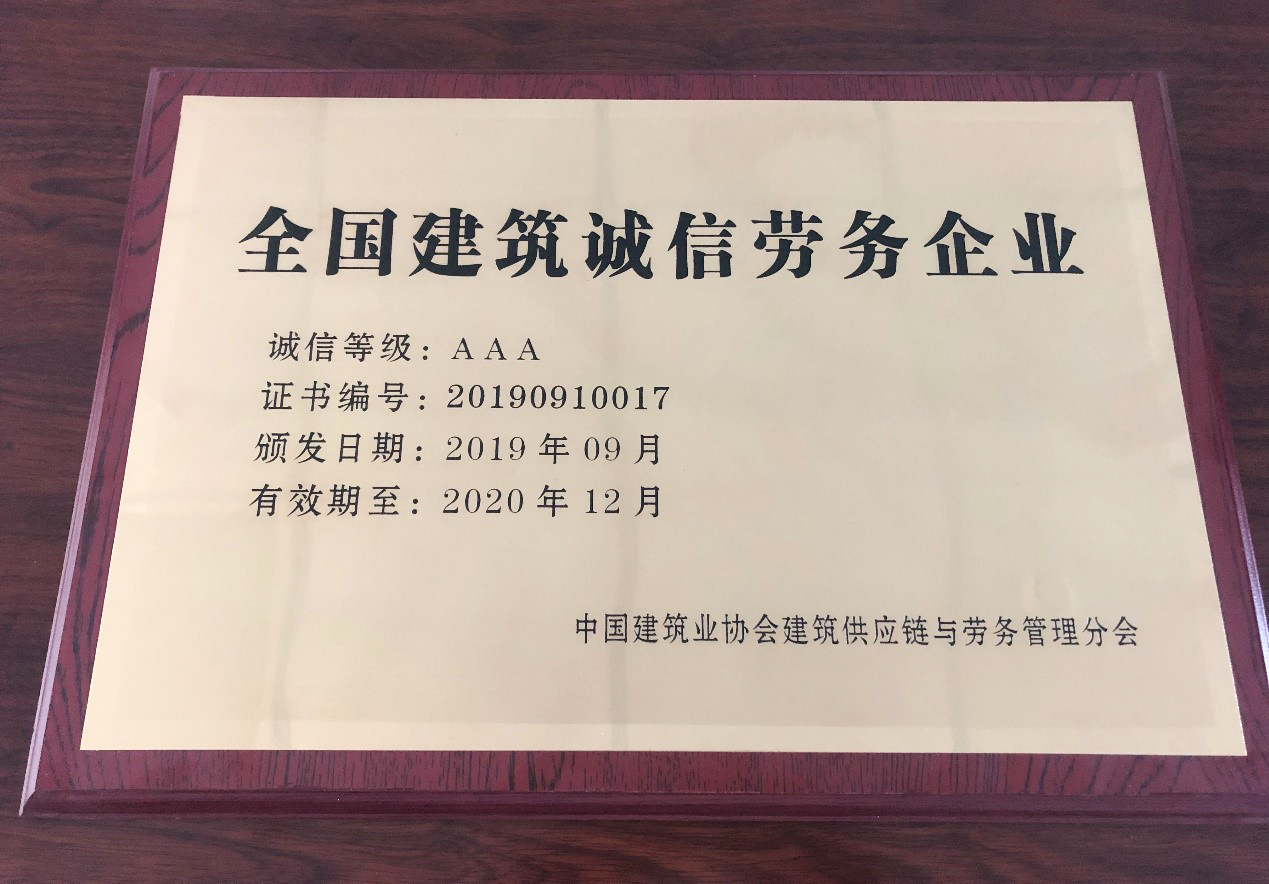 全国建筑诚信劳务企业
诚信等级：AAA
证书编号：20190910017
颁发日期：2019年09月
有效期至：2020年12月
中国建筑业协会建筑供应链与劳务管理分会